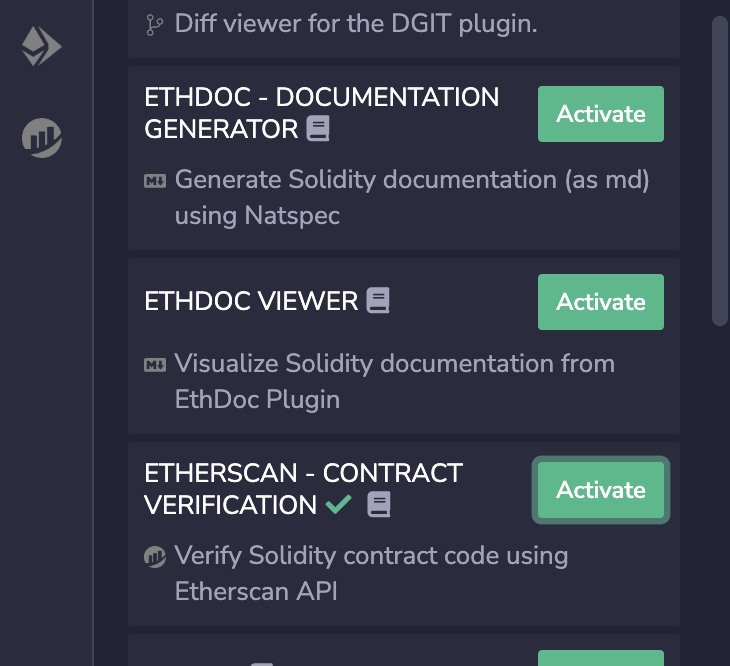 Diff viewer for the DGIT plugin.
ETHDOC - DOCUMENTATION
GENERATOR
Activate
Generate Solidity documentation (as md)
using Natspec
ETHDOC VIEWER
Activate
Visualize Solidity documentation from
EthDoc Plugin
ETHERSCAN - CONTRACT
VERIFICATION
Activate
Verify Solidity contract code using
Etherscan API